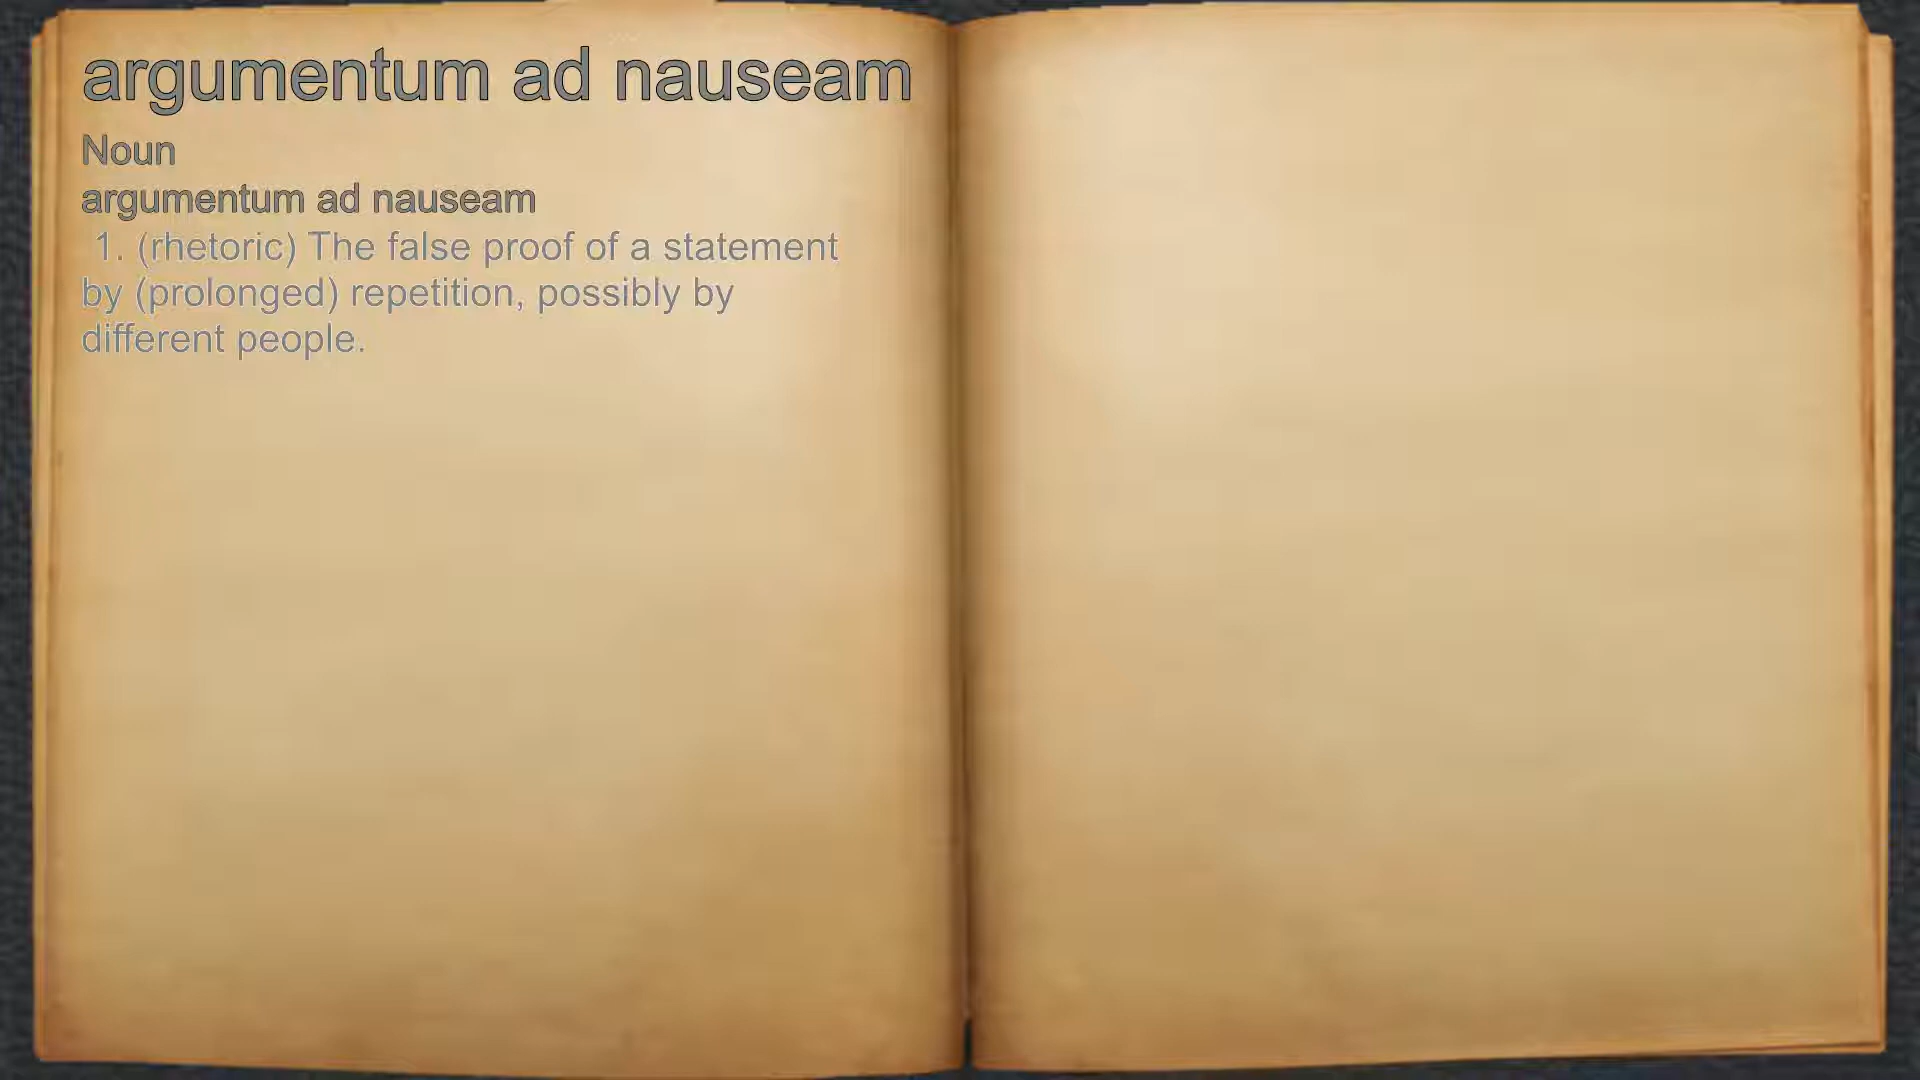 argumentum ad nauseam
Noun
argumentum ad nauseam
1. (rhetoric) The false proof of a statement
by (prolonged) repetition, possibly by
different people.